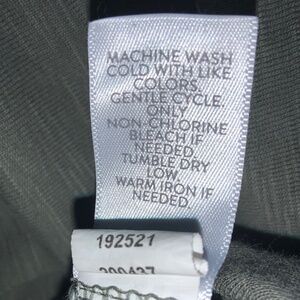 MACHINE WASH
COLD WITH LIKE
COLORS.
GENTLE CYCLE
ONLY
NON-CHLORINE
BLEACH IF
NEEDED.
TUMBLE DRY
LOW.
WARM IRON IF
NEEDED.
192521